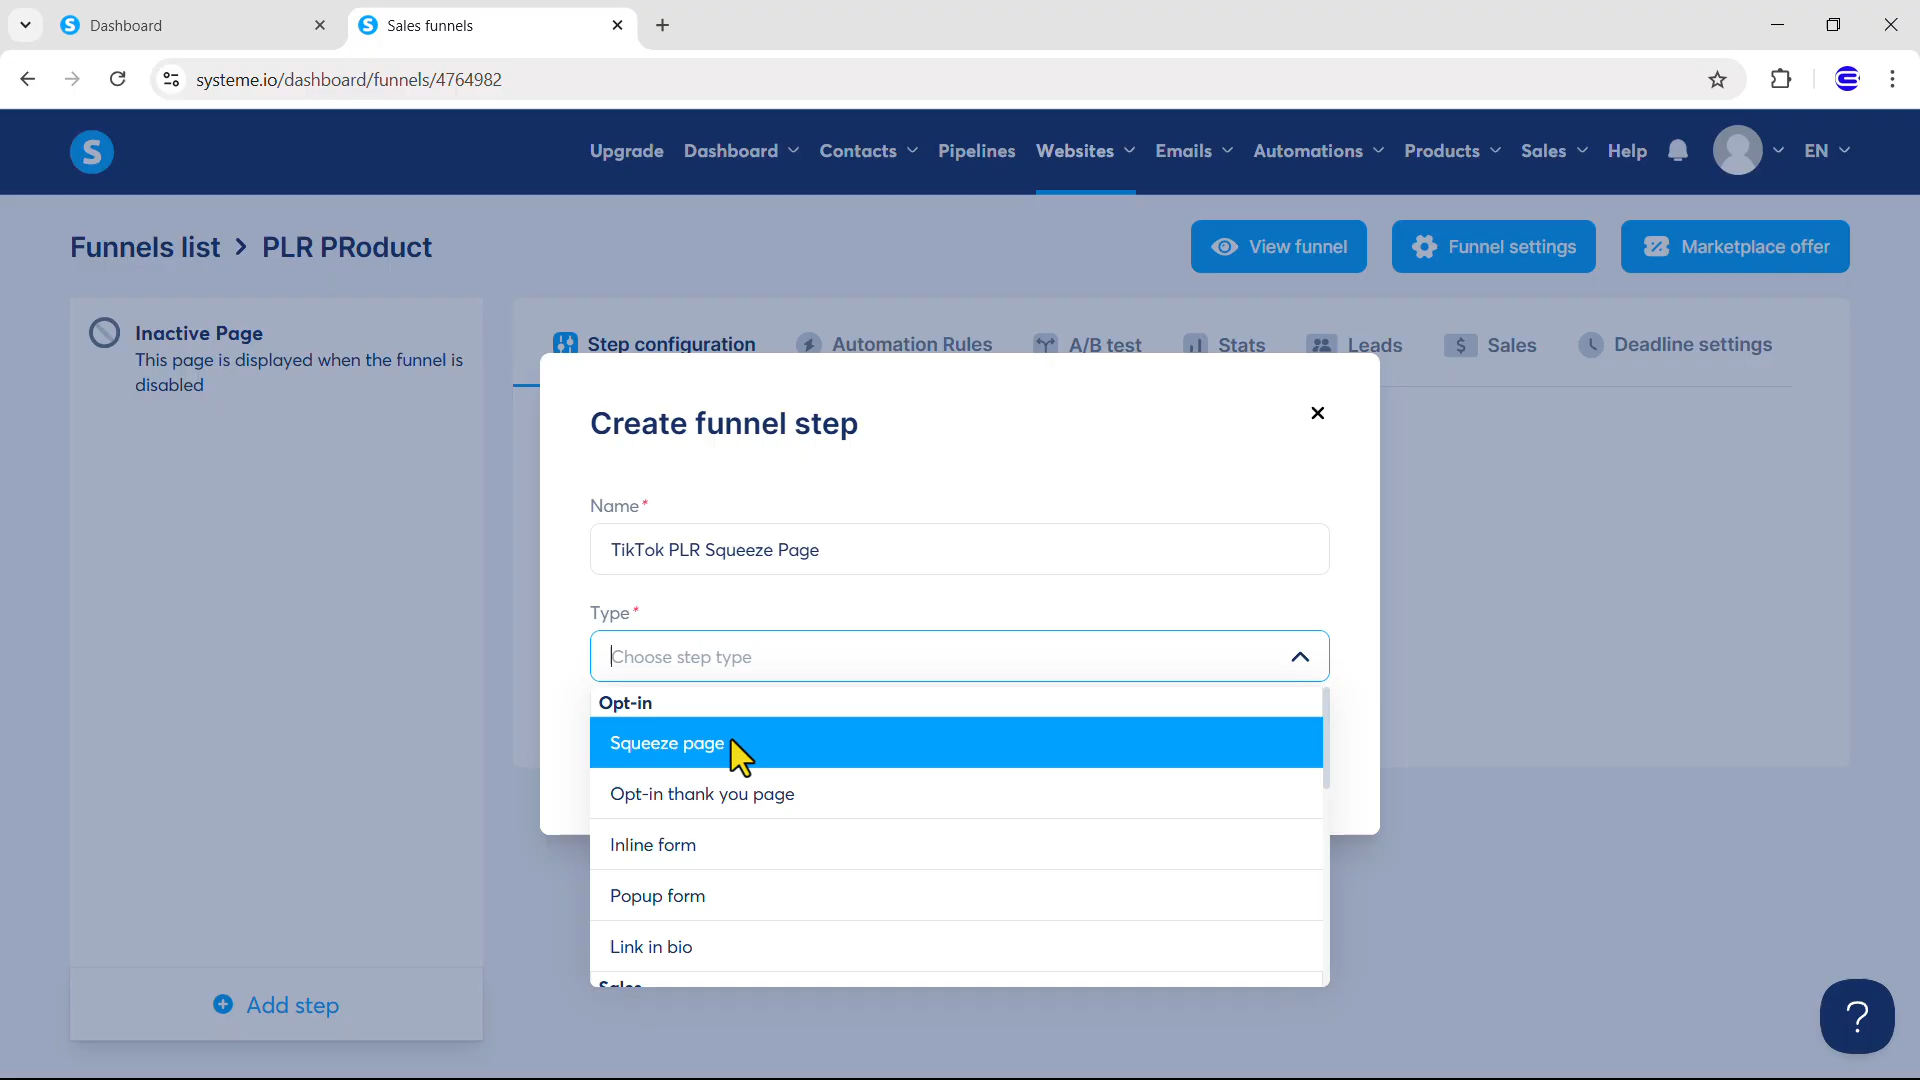 Dashboard
Sales funnels
systeme.io/dashboard/funnels/4764982
S
Upgrade Dashboard Contacts Pipelines Websites Emails Automations Products Sales Help EN
Funnels list > PLR PRoduct
View funnel
Funnel settings
Marketplace offer
Inactive Page
This page is displayed when the funnel is
disabled
Step configuration
Automation Rules
A/B test
Stats
Leads
Sales
Deadline settings
Create funnel step
Name*
TikTok PLR Squeeze Page
Type*
Choose step type
Opt-in
Squeeze page
Opt-in thank you page
Inline form
Popup form
Link in bio
Sales
Add step
?